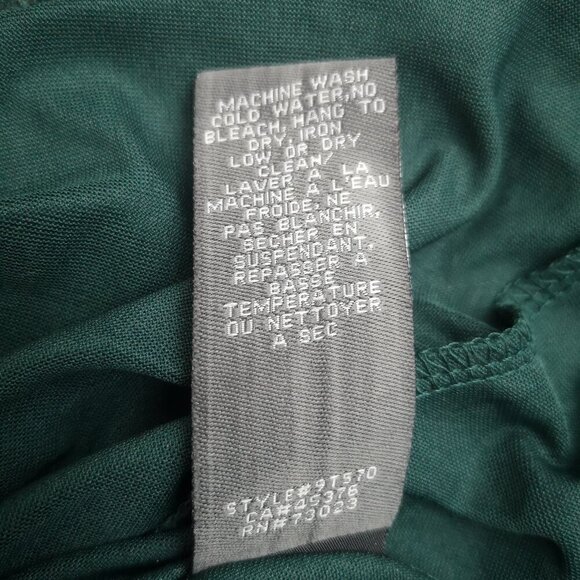 MACHINE WASH
COLD WATER,NO
BLEACH, HANG TO
DRY, IRON
LOW OR DRY
CLEAN/
LAVER A LA
MACHINE A L'EAU
FROIDE, NE
PAS BLANCHIR,
SECHER EN
SUSPENDANT,
REPASSER A
BASSE
TEMPERATURE
OU NETTOYER
A SEC
STYLE#9T570
CA#49376
RN#73023